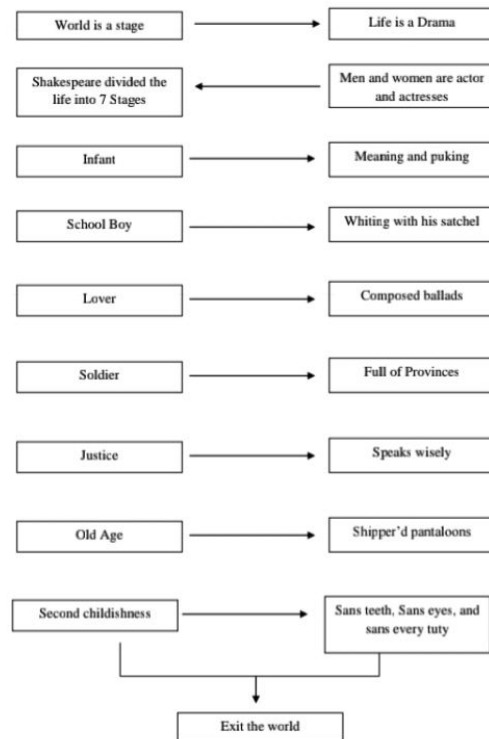 World is a stage
Life is a Drama
Shakespeare divided the
life into 7 Stages
Men and women are actor
and actresses
Infant
Meaning and puking
School Boy
Whiting with his satchel
Lover
Composed ballads
Soldier
Full of Provinces
Justice
Speaks wisely
Old Age
Shipper'd pantaloons
Second childishness
Sans teeth, Sans eyes, and
sans every tuty
Exit the world